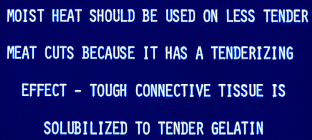 MOIST HEAT SHOULD BE USED ON LESS TENDER
MEAT CUTS BECAUSE IT HAS A TENDERIZING
EFFECT - TOUGH CONNECTIVE TISSUE IS
SOLUBILIZED TO TENDER GELATIN